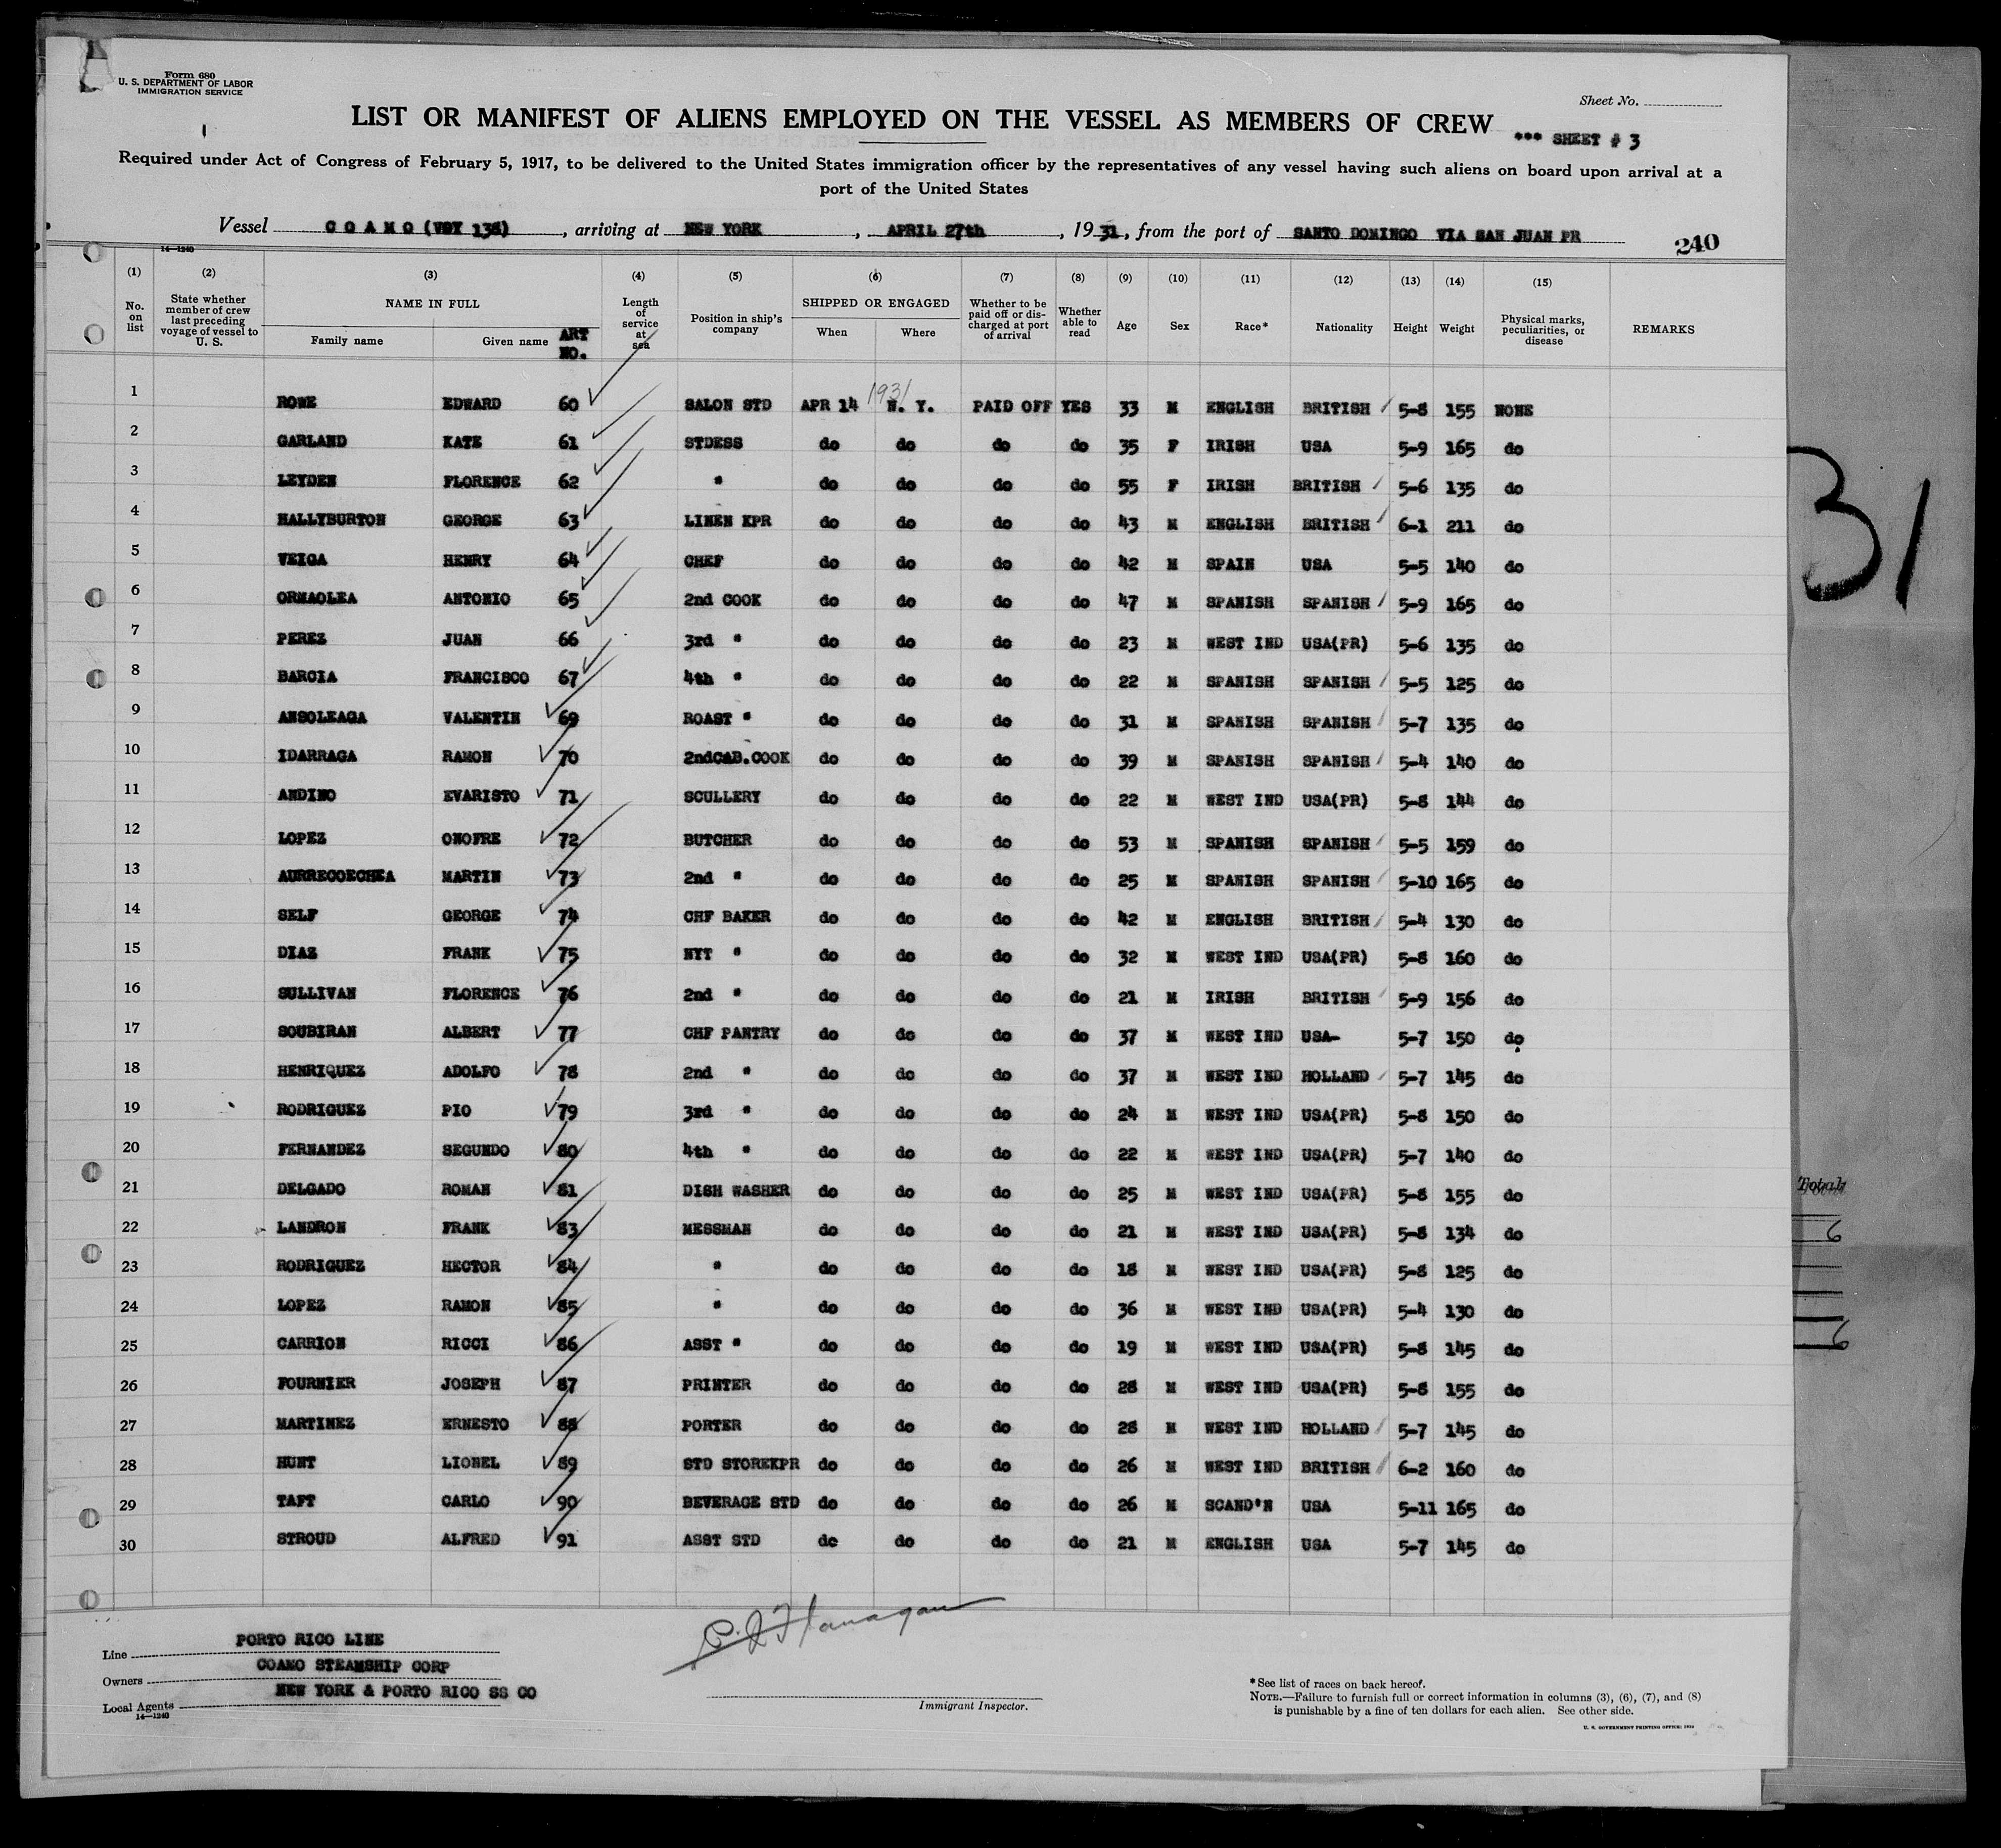 Form 680
U. S. DEPARTMENT OF LABOR
IMMIGRATION SERVICE
Sheet No.
LIST OR MANIFEST OF ALIENS EMPLOYED ON THE VESSEL AS MEMBERS OF CREW
*** SHEET # 3
Required under Act of Congress of February 5, 1917, to be delivered to the United States immigration officer by the representatives of any vessel having such aliens on board upon arrival at a
port of the United States
Vessel COAMO (VOY 138), arriving at NEW YORK, APRIL 27th, 1931, from the port of SANTO DOMINGO VIA SAN JUAN PR
240
14—1240
(1) (2) (3) (4) (5) (6) (7) (8) (9) (10) (11) (12) (13) (14) (15)
No. on list
State whether member of crew last preceding voyage of vessel to U. S.
NAME IN FULL
Family name
Given name
ART NO.
Length of service at sea
Position in ship's company
SHIPPED OR ENGAGED
When
Where
Whether to be paid off or discharged at port of arrival
Whether able to read
Age
Sex
Race*
Nationality
Height
Weight
Physical marks, peculiarities, or disease
REMARKS
1931
1 ROWE EDWARD 60 SALON STD APR 14 N. Y. PAID OFF YES 33 M ENGLISH BRITISH 5-8 155 NONE
2 GARLAND KATE 61 STDESS do do do do 35 F IRISH USA 5-9 165 do
3 LEYDEN FLORENCE 62 " do do do do 55 F IRISH BRITISH 5-6 135 do
4 HALLYBURTON GEORGE 63 LINEN KPR do do do do 43 M ENGLISH BRITISH 6-1 211 do
5 VEIGA HENRY 64 CHEF do do do do 42 M SPAIN USA 5-5 140 do
6 ORMAOLEA ANTONIO 65 2nd COOK do do do do 47 M SPANISH SPANISH 5-9 165 do
7 PEREZ JUAN 66 3rd " do do do do 23 M WEST IND USA(PR) 5-6 135 do
8 BARCIA FRANCISCO 67 4th " do do do do 22 M SPANISH SPANISH 5-5 125 do
9 ANSOLEAGA VALENTIN 69 ROAST " do do do do 31 M SPANISH SPANISH 5-7 135 do
10 IDARRAGA RAMON 70 2ndCAB.COOK do do do do 39 M SPANISH SPANISH 5-4 140 do
11 ANDINO EVARISTO 71 SCULLERY do do do do 22 M WEST IND USA(PR) 5-8 144 do
12 LOPEZ ONOFRE 72 BUTCHER do do do do 53 M SPANISH SPANISH 5-5 159 do
13 AURRECOECHEA MARTIN 73 2nd " do do do do 25 M SPANISH SPANISH 5-10 165 do
14 SELF GEORGE 74 CHF BAKER do do do do 42 M ENGLISH BRITISH 5-4 130 do
15 DIAZ FRANK 75 NYT " do do do do 32 M WEST IND USA(PR) 5-8 160 do
16 SULLIVAN FLORENCE 76 2nd " do do do do 21 M IRISH BRITISH 5-9 156 do
17 SOUBIRAN ALBERT 77 CHF PANTRY do do do do 37 M WEST IND USA- 5-7 150 do
18 HENRIQUEZ ADOLFO 78 2nd " do do do do 37 M WEST IND HOLLAND 5-7 145 do
19 RODRIGUEZ PIO 79 3rd " do do do do 24 M WEST IND USA(PR) 5-8 150 do
20 FERNANDEZ SEGUNDO 80 4th " do do do do 22 M WEST IND USA(PR) 5-7 140 do
21 DELGADO ROMAN 81 DISH WASHER do do do do 25 M WEST IND USA(PR) 5-8 155 do
22 LANDRON FRANK 83 MESSMAN do do do do 21 M WEST IND USA(PR) 5-8 134 do
23 RODRIGUEZ HECTOR 84 " do do do do 18 M WEST IND USA(PR) 5-8 125 do
24 LOPEZ RAMON 85 " do do do do 36 M WEST IND USA(PR) 5-4 130 do
25 CARRION RICCI 86 ASST " do do do do 19 M WEST IND USA(PR) 5-8 145 do
26 FOURNIER JOSEPH 87 PRINTER do do do do 28 M WEST IND USA(PR) 5-8 155 do
27 MARTINEZ ERNESTO 88 PORTER do do do do 28 M WEST IND HOLLAND 5-7 145 do
28 HUNT LIONEL 89 STD STOREKPR do do do do 26 M WEST IND BRITISH 6-2 160 do
29 TAFT CARLO 90 BEVERAGE STD do do do do 26 M SCAND'N USA 5-11 165 do
30 STROUD ALFRED 91 ASST STD do do do do 21 M ENGLISH USA 5-7 145 do
31
Total
6
6
Line PORTO RICO LINE
Owners COAMO STEAMSHIP CORP
Local Agents NEW YORK & PORTO RICO SS CO
14—1240
P. J. Flanagan
Immigrant Inspector.
*See list of races on back hereof.
NOTE.—Failure to furnish full or correct information in columns (3), (6), (7), and (8)
is punishable by a fine of ten dollars for each alien. See other side.
U. S. GOVERNMENT PRINTING OFFICE: